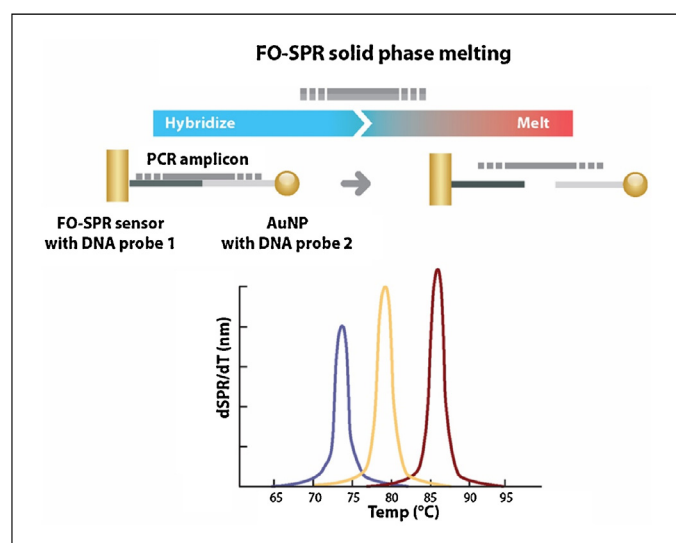 FO-SPR solid phase melting
Hybridize
Melt
PCR amplicon
FO-SPR sensor
with DNA probe 1
AuNP
with DNA probe 2
dSPR/dT (nm)
65 70 75 80 85 90 95
Temp (°C)